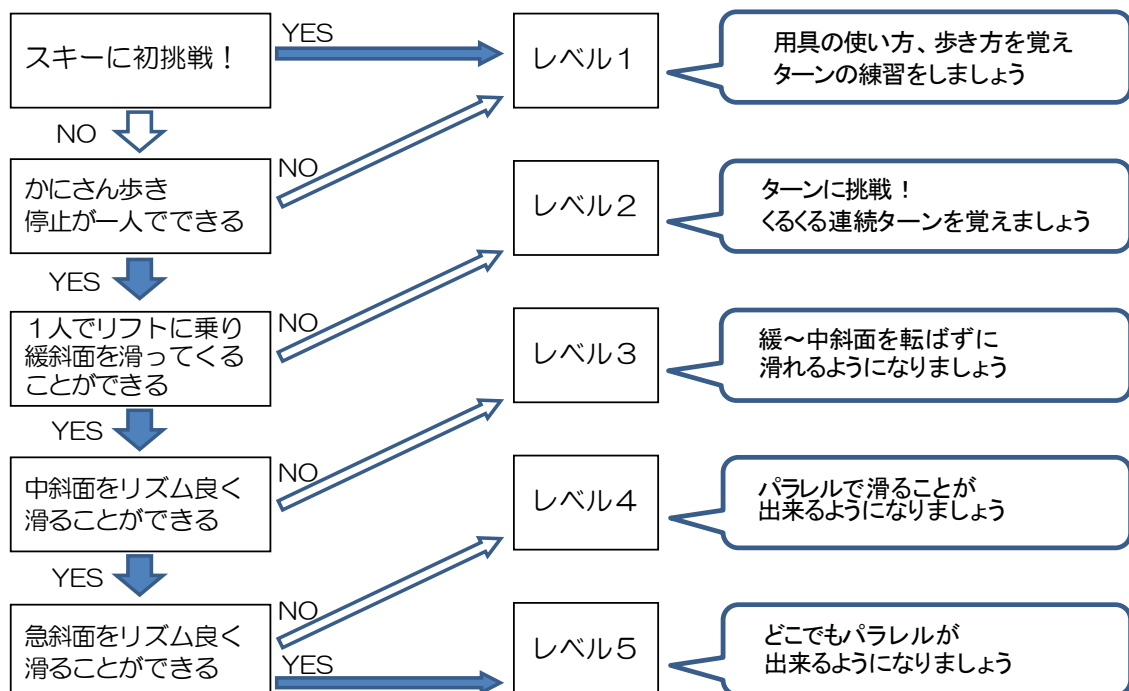 スキーに初挑戦！
YES
レベル１
用具の使い方、歩き方を覚え
ターンの練習をしましょう
NO
かにさん歩き
停止が一人でできる
NO
レベル２
ターンに挑戦！
くるくる連続ターンを覚えましょう
YES
１人でリフトに乗り
緩斜面を滑ってくる
ことができる
NO
レベル３
緩～中斜面を転ばずに
滑れるようになりましょう
YES
中斜面をリズム良く
滑ることができる
NO
レベル４
パラレルで滑ることが
出来るようになりましょう
YES
急斜面をリズム良く
滑ることができる
NO
YES
レベル５
どこでもパラレルが
出来るようになりましょう